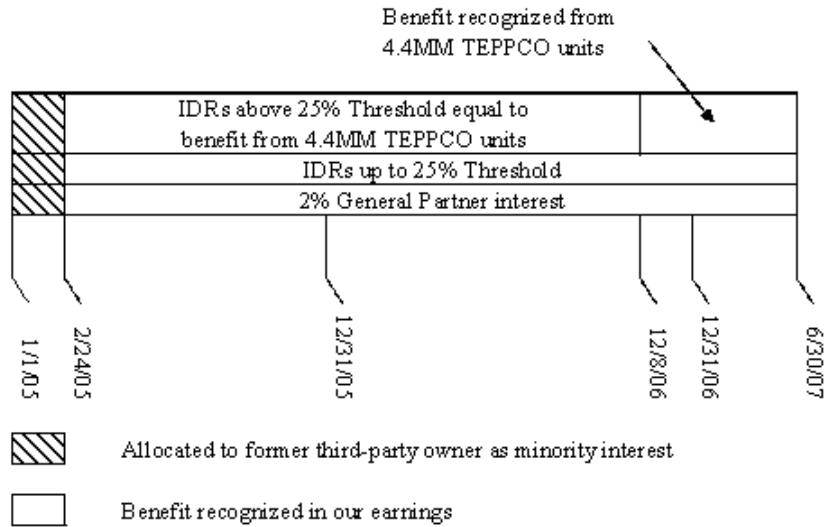 Benefit recognized from
4.4MM TEPPCO units
IDRs above 25% Threshold equal to
benefit from 4.4MM TEPPCO units
IDRs up to 25% Threshold
2% General Partner interest
1/1/05
2/24/05
12/31/05
12/8/06
12/31/06
6/30/07
Allocated to former third-party owner as minority interest
Benefit recognized in our earnings